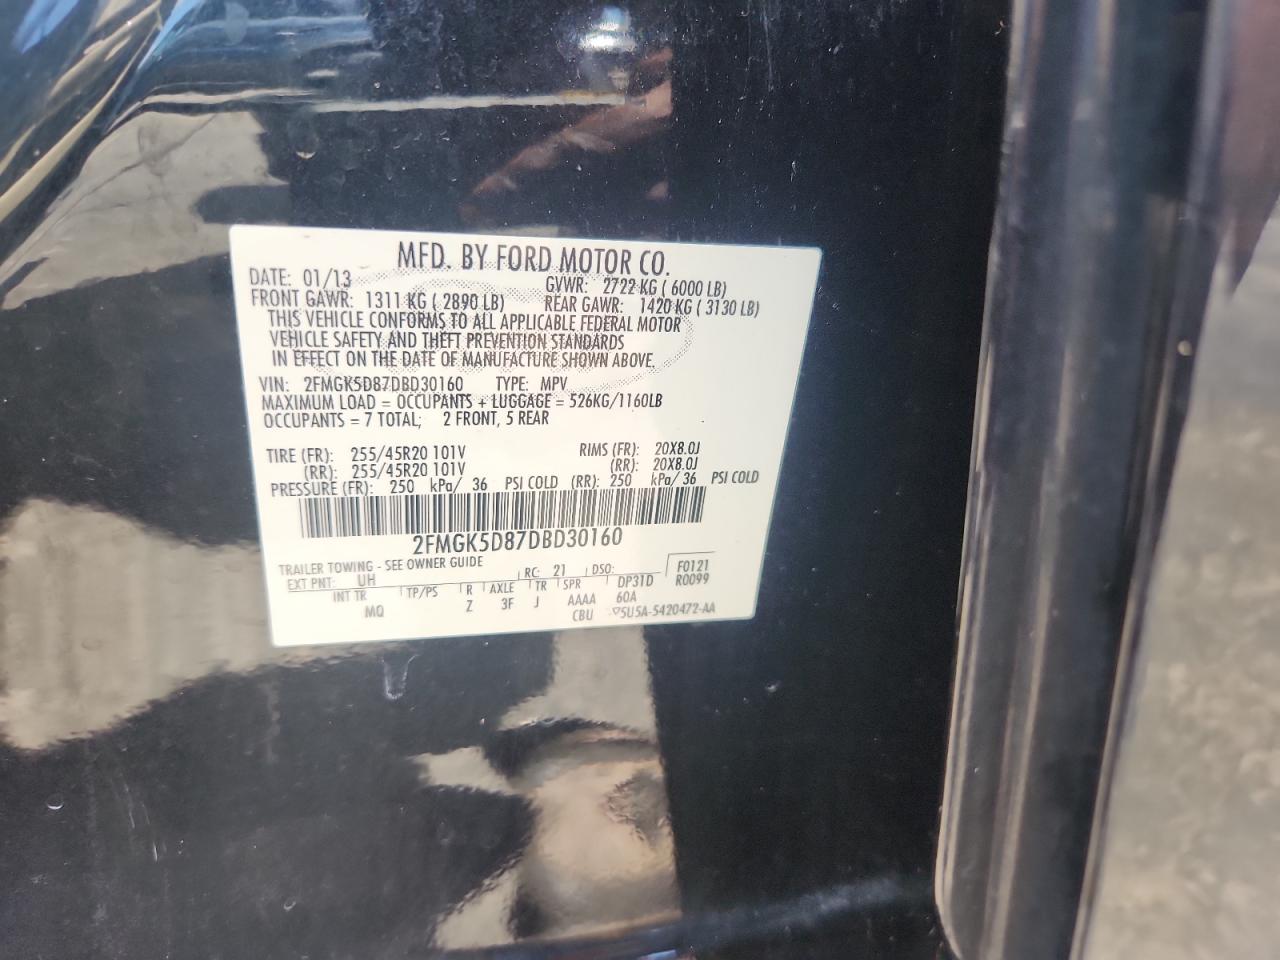 MFD. BY FORD MOTOR CO.
DATE: 01/13 GVWR: 2722 KG ( 6000 LB)
FRONT GAWR: 1311 KG ( 2890 LB) REAR GAWR: 1420 KG ( 3130 LB)
THIS VEHICLE CONFORMS TO ALL APPLICABLE FEDERAL MOTOR
VEHICLE SAFETY AND THEFT PREVENTION STANDARDS
IN EFFECT ON THE DATE OF MANUFACTURE SHOWN ABOVE.
VIN: 2FMGK5D87DBD30160 TYPE: MPV
MAXIMUM LOAD = OCCUPANTS + LUGGAGE = 526KG/1160LB
OCCUPANTS = 7 TOTAL; 2 FRONT, 5 REAR
TIRE (FR): 255/45R20 101V RIMS (FR): 20X8.0J
(RR): 255/45R20 101V (RR): 20X8.0J
PRESSURE (FR): 250 kPa/ 36 PSI COLD (RR): 250 kPa/ 36 PSI COLD
2FMGK5D87DBD30160
TRAILER TOWING - SEE OWNER GUIDE
EXT PNT: UH RC: 21 DSO: F0121
INT TR TP/PS R AXLE TR SPR DP31D R0099
MQ Z 3F J AAAA 60A
CBU 5U5A-5420472-AA